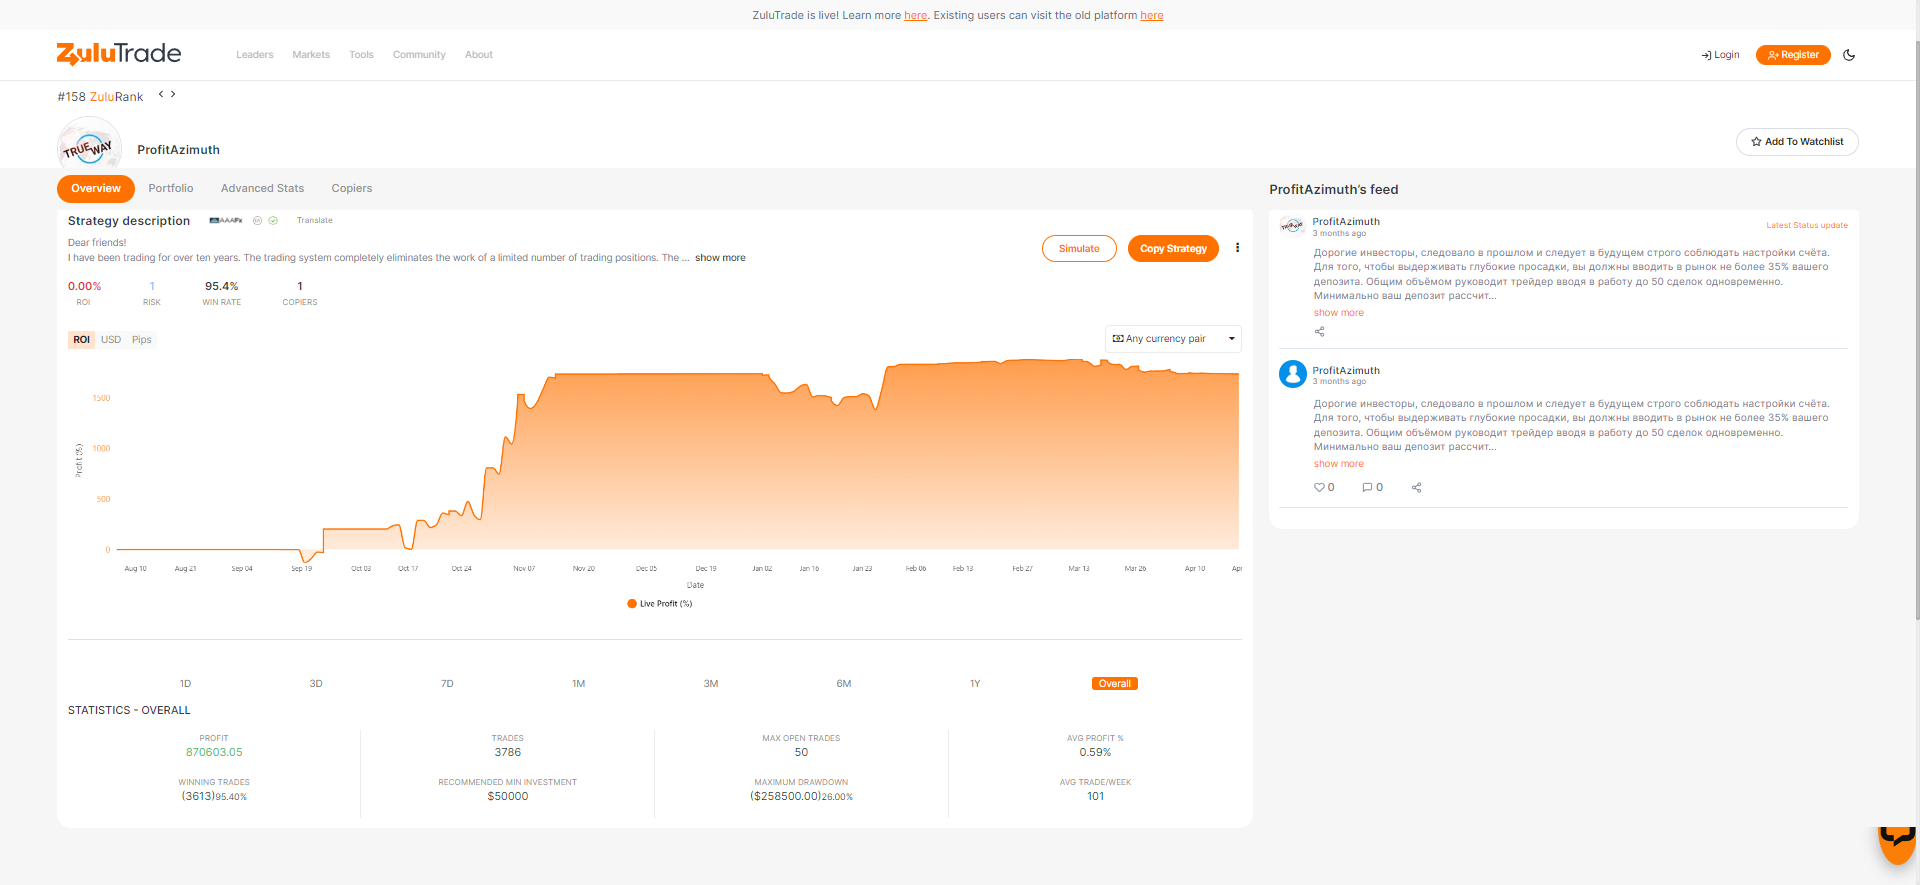 ZuluTrade is live! Learn more here. Existing users can visit the old platform here
ZuluTrade
Leaders Markets Tools Community About
Login Register
#158 ZuluRank < >
TRUE WAY
ProfitAzimuth
Add To Watchlist
Overview Portfolio Advanced Stats Copiers
Strategy description AAAFx Translate
Dear friends!
I have been trading for over ten years. The trading system completely eliminates the work of a limited number of trading positions. The ... show more
Simulate Copy Strategy
0.00% 1 95.4% 1
ROI RISK WIN RATE COPIERS
ROI USD Pips
Any currency pair
Profit (%)
1500
1000
500
0
Aug 10 Aug 21 Sep 04 Sep 19 Oct 03 Oct 17 Oct 24 Nov 07 Nov 20 Dec 05 Dec 19 Jan 02 Jan 16 Jan 23 Feb 06 Feb 13 Feb 27 Mar 13 Mar 26 Apr 10 Apr
Date
Live Profit (%)
1D 3D 7D 1M 3M 6M 1Y Overall
STATISTICS - OVERALL
PROFIT TRADES MAX OPEN TRADES AVG PROFIT %
870603.05 3786 50 0.59%
WINNING TRADES RECOMMENDED MIN INVESTMENT MAXIMUM DRAWDOWN AVG TRADE/WEEK
(3613)95.40% $50000 ($258500.00)26.00% 101
ProfitAzimuth's feed
ProfitAzimuth
3 months ago
Latest Status update
Дорогие инвесторы, следовало в прошлом и следует в будущем строго соблюдать настройки счёта.
Для того, чтобы выдерживать глубокие просадки, вы должны вводить в рынок не более 35% вашего
депозита. Общим объёмом руководит трейдер вводя в работу до 50 сделок одновременно.
Минимально ваш депозит рассчит...
show more
ProfitAzimuth
3 months ago
Дорогие инвесторы, следовало в прошлом и следует в будущем строго соблюдать настройки счёта.
Для того, чтобы выдерживать глубокие просадки, вы должны вводить в рынок не более 35% вашего
депозита. Общим объёмом руководит трейдер вводя в работу до 50 сделок одновременно.
Минимально ваш депозит рассчит...
show more
0 0